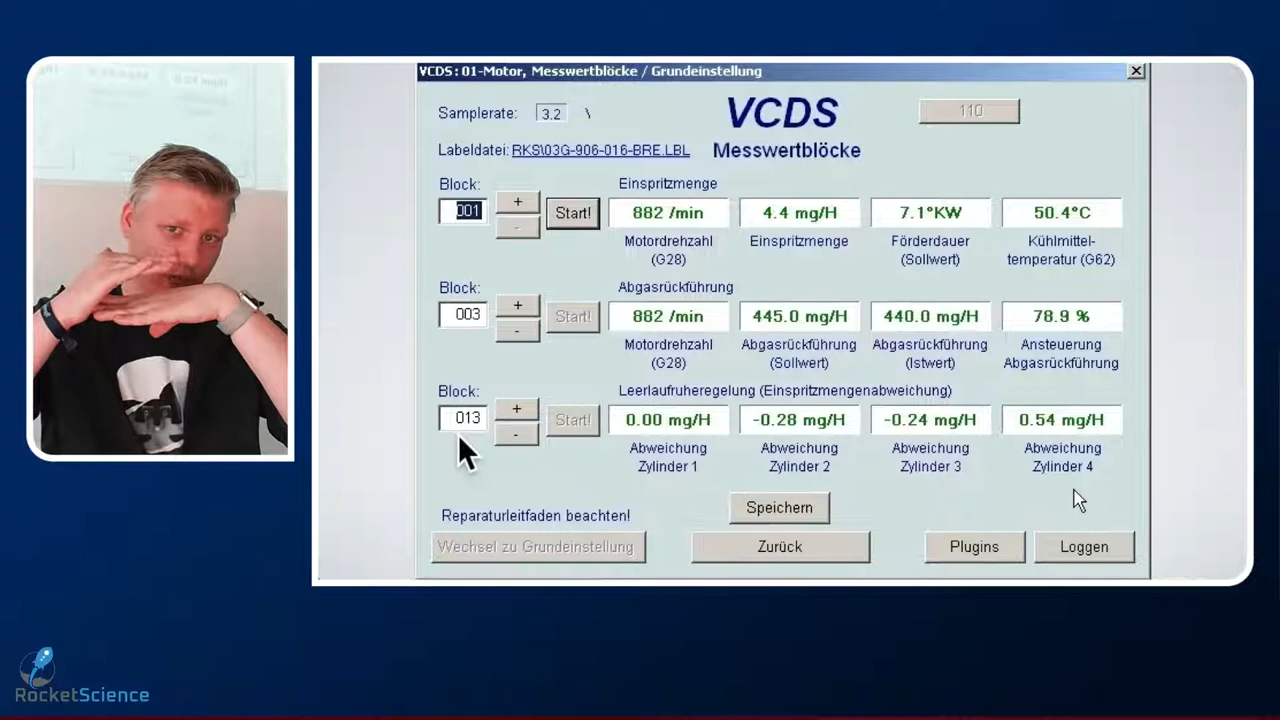 VCDS: 01-Motor, Messwertblöcke / Grundeinstellung
Samplerate: 3.2 \
VCDS
110
Labeldatei: RKS\03G-906-016-BRE.LBL
Messwertblöcke
Block:
Einspritzmenge
001
+
-
Start!
882 /min
4.4 mg/H
7.1°KW
50.4°C
Motordrehzahl
(G28)
Einspritzmenge
Förderdauer
(Sollwert)
Kühlmittel-
temperatur (G62)
Block:
Abgasrückführung
003
+
-
Start!
882 /min
445.0 mg/H
440.0 mg/H
78.9 %
Motordrehzahl
(G28)
Abgasrückführung
(Sollwert)
Abgasrückführung
(Istwert)
Ansteuerung
Abgasrückführung
Block:
Leerlaufruheregelung (Einspritzmengenabweichung)
013
+
-
Start!
0.00 mg/H
-0.28 mg/H
-0.24 mg/H
0.54 mg/H
Abweichung
Zylinder 1
Abweichung
Zylinder 2
Abweichung
Zylinder 3
Abweichung
Zylinder 4
Reparaturleitfaden beachten!
Speichern
Wechsel zu Grundeinstellung
Zurück
Plugins
Loggen
RocketScience